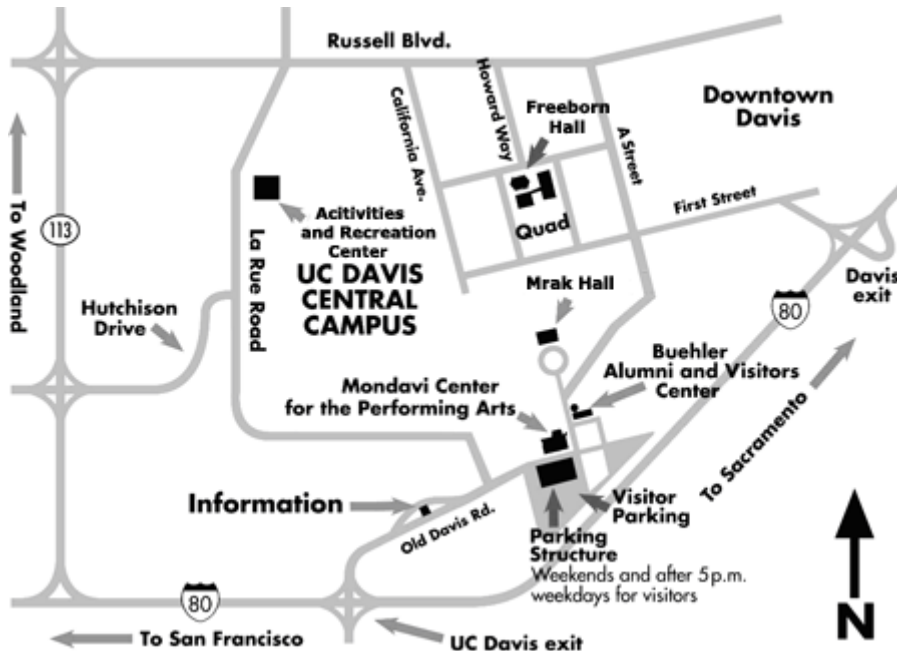 Russell Blvd.
Howard Way
California Ave.
Freeborn
Hall
Downtown
Davis
A Street
To Woodland
113
Acitivities
and Recreation
Center
Quad
First Street
La Rue Road
UC DAVIS
CENTRAL
CAMPUS
Mrak Hall
Davis
exit
80
Hutchison
Drive
Buehler
Alumni and Visitors
Center
Mondavi Center
for the Performing Arts
To Sacramento
Information
Old Davis Rd.
Visitor
Parking
Parking
Structure
Weekends and after 5p.m.
weekdays for visitors
80
To San Francisco
UC Davis exit
N